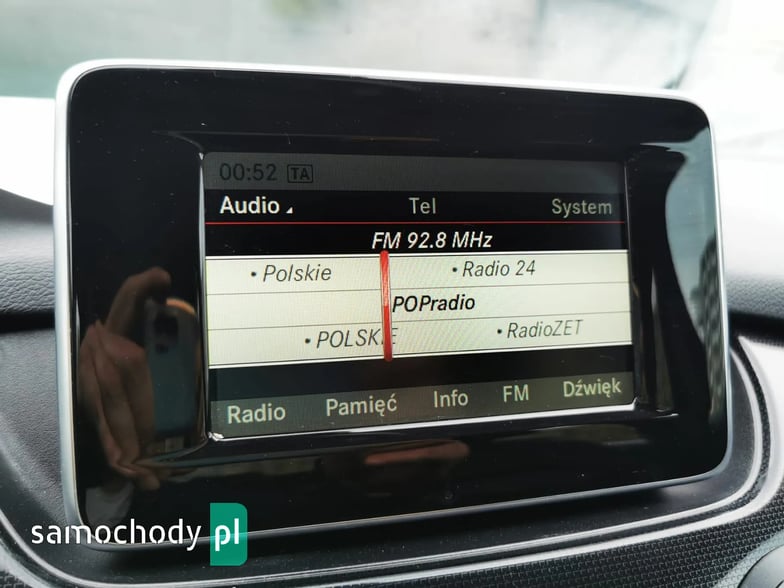 00:52 TA
Audio Tel System
FM 92.8 MHz
• Polskie • Radio 24
POPradio
• POLSKIE • RadioZET
Radio Pamięć Info FM Dźwięk
samochody pl